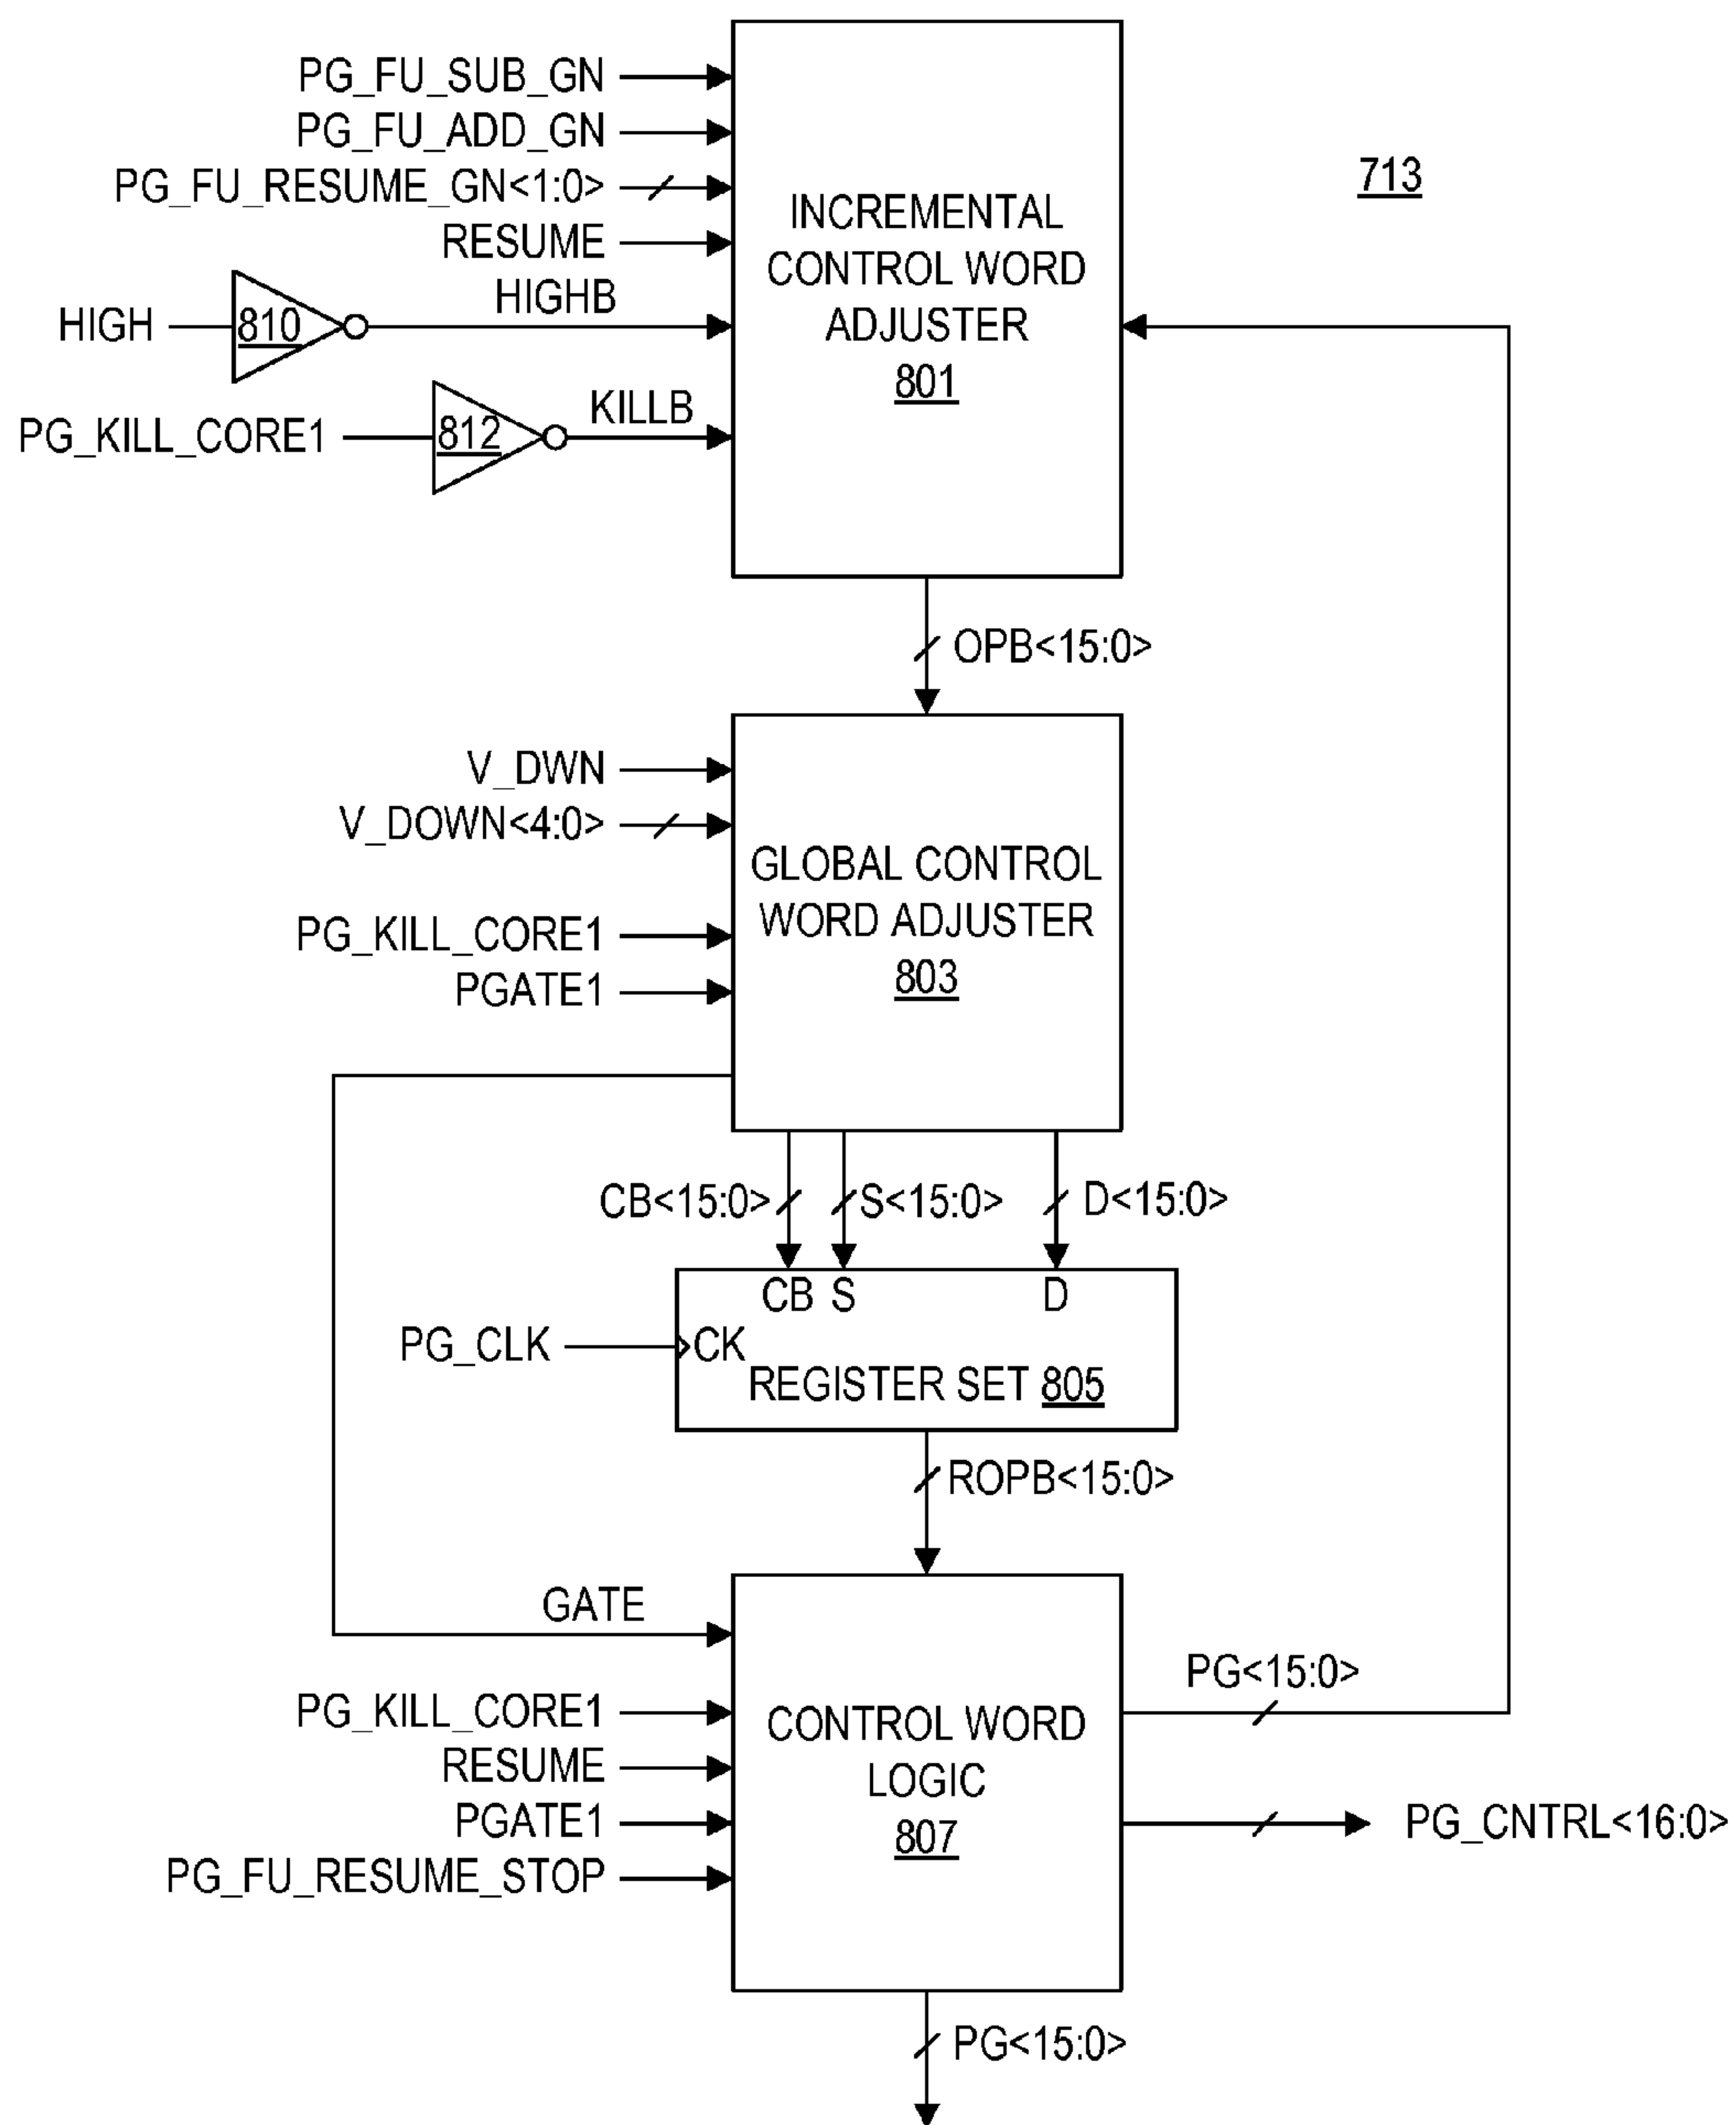 PG_FU_SUB_GN
PG_FU_ADD_GN
PG_FU_RESUME_GN<1:0>
RESUME
HIGH
810
HIGHB
PG_KILL_CORE1
812
KILLB
INCREMENTAL
CONTROL WORD
ADJUSTER
801
713
OPB<15:0>
V_DWN
V_DOWN<4:0>
PG_KILL_CORE1
PGATE1
GLOBAL CONTROL
WORD ADJUSTER
803
CB<15:0>
S<15:0>
D<15:0>
CB S D
PG_CLK
CK
REGISTER SET 805
ROPB<15:0>
GATE
PG_KILL_CORE1
RESUME
PGATE1
PG_FU_RESUME_STOP
CONTROL WORD
LOGIC
807
PG<15:0>
PG_CNTRL<16:0>
PG<15:0>